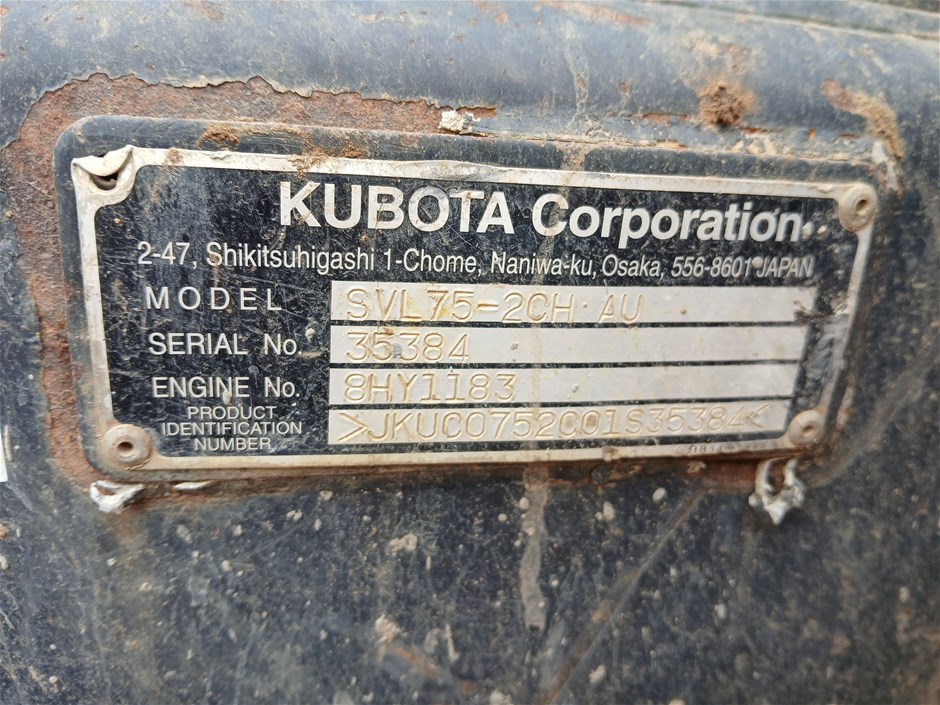 KUBOTA Corporation
2-47, Shikitsuhigashi 1-Chome, Naniwa-ku, Osaka, 556-8601 JAPAN
MODEL SVL75-2CH AU
SERIAL No. 35384
ENGINE No. 8HY1183
PRODUCT IDENTIFICATION NUMBER >JKUC0752C01S35384<